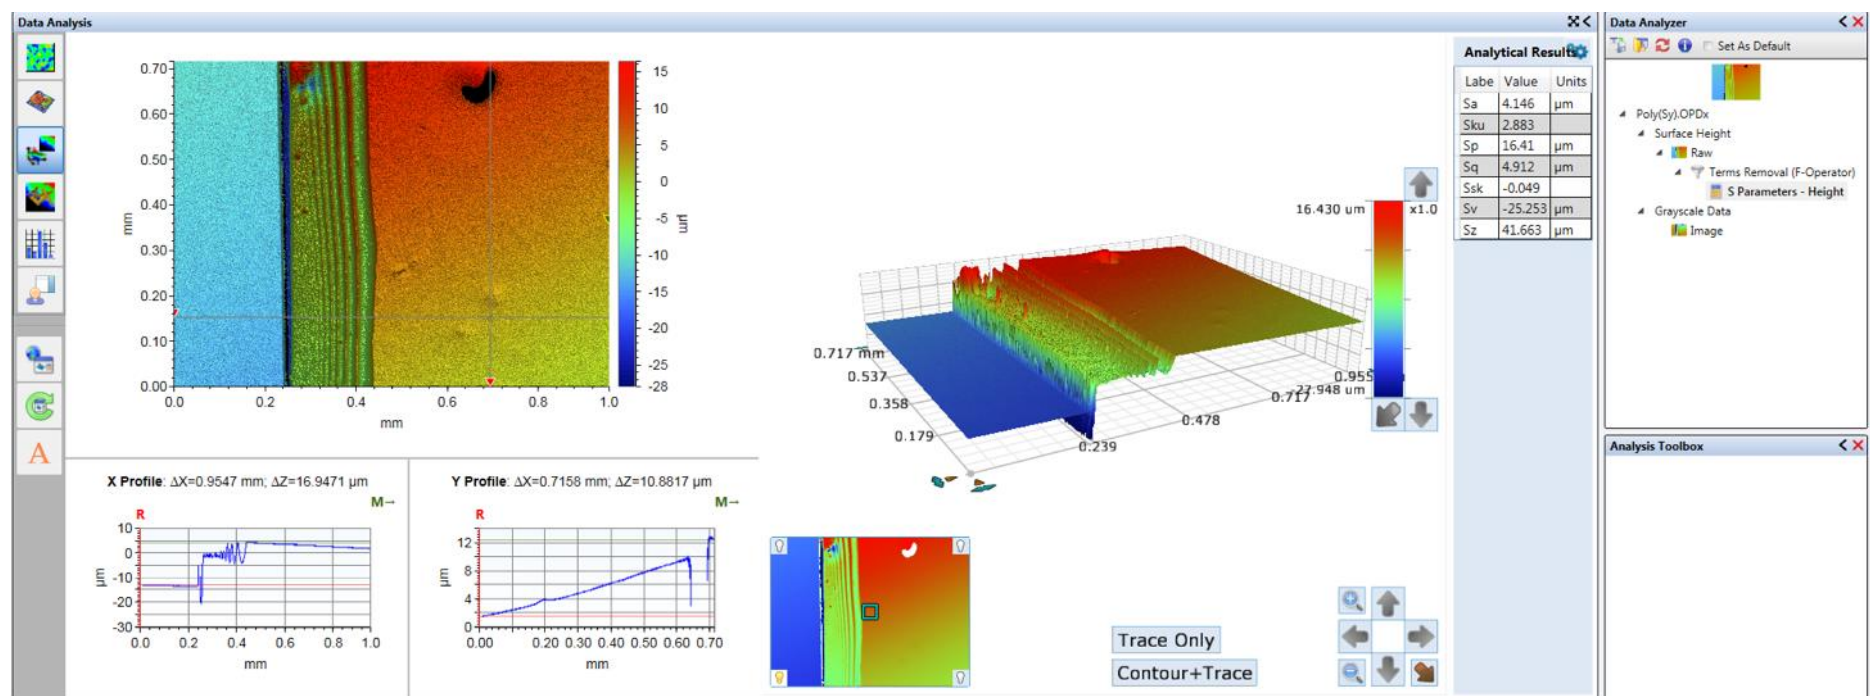 Data Analysis
0.70
0.60
0.50
0.40
0.30
0.20
0.10
0.00
mm
0.0 0.2 0.4 0.6 0.8 1.0
mm
15
10
5
0
-5
-10
-15
-20
-25
-28
µm
X Profile: ΔX=0.9547 mm; ΔZ=16.9471 µm
M→
R
10
0
-10
-20
-30
µm
0.0 0.2 0.4 0.6 0.8 1.0
mm
Y Profile: ΔX=0.7158 mm; ΔZ=10.8817 µm
M→
R
12
8
4
0
µm
0.00 0.20 0.30 0.40 0.50 0.60 0.70
mm
16.430 um x1.0
0.717 mm
0.537
0.358
0.179
0.239
0.478
0.717
0.955
-27.948 um
Trace Only
Contour+Trace
Analytical Results
Labe Value Units
Sa 4.146 µm
Sku 2.883
Sp 16.41 µm
Sq 4.912 µm
Ssk -0.049
Sv -25.253 µm
Sz 41.663 µm
A
Data Analyzer
Set As Default
Poly(Sy).OPDx
Surface Height
Raw
Terms Removal (F-Operator)
S Parameters - Height
Grayscale Data
Image
Analysis Toolbox